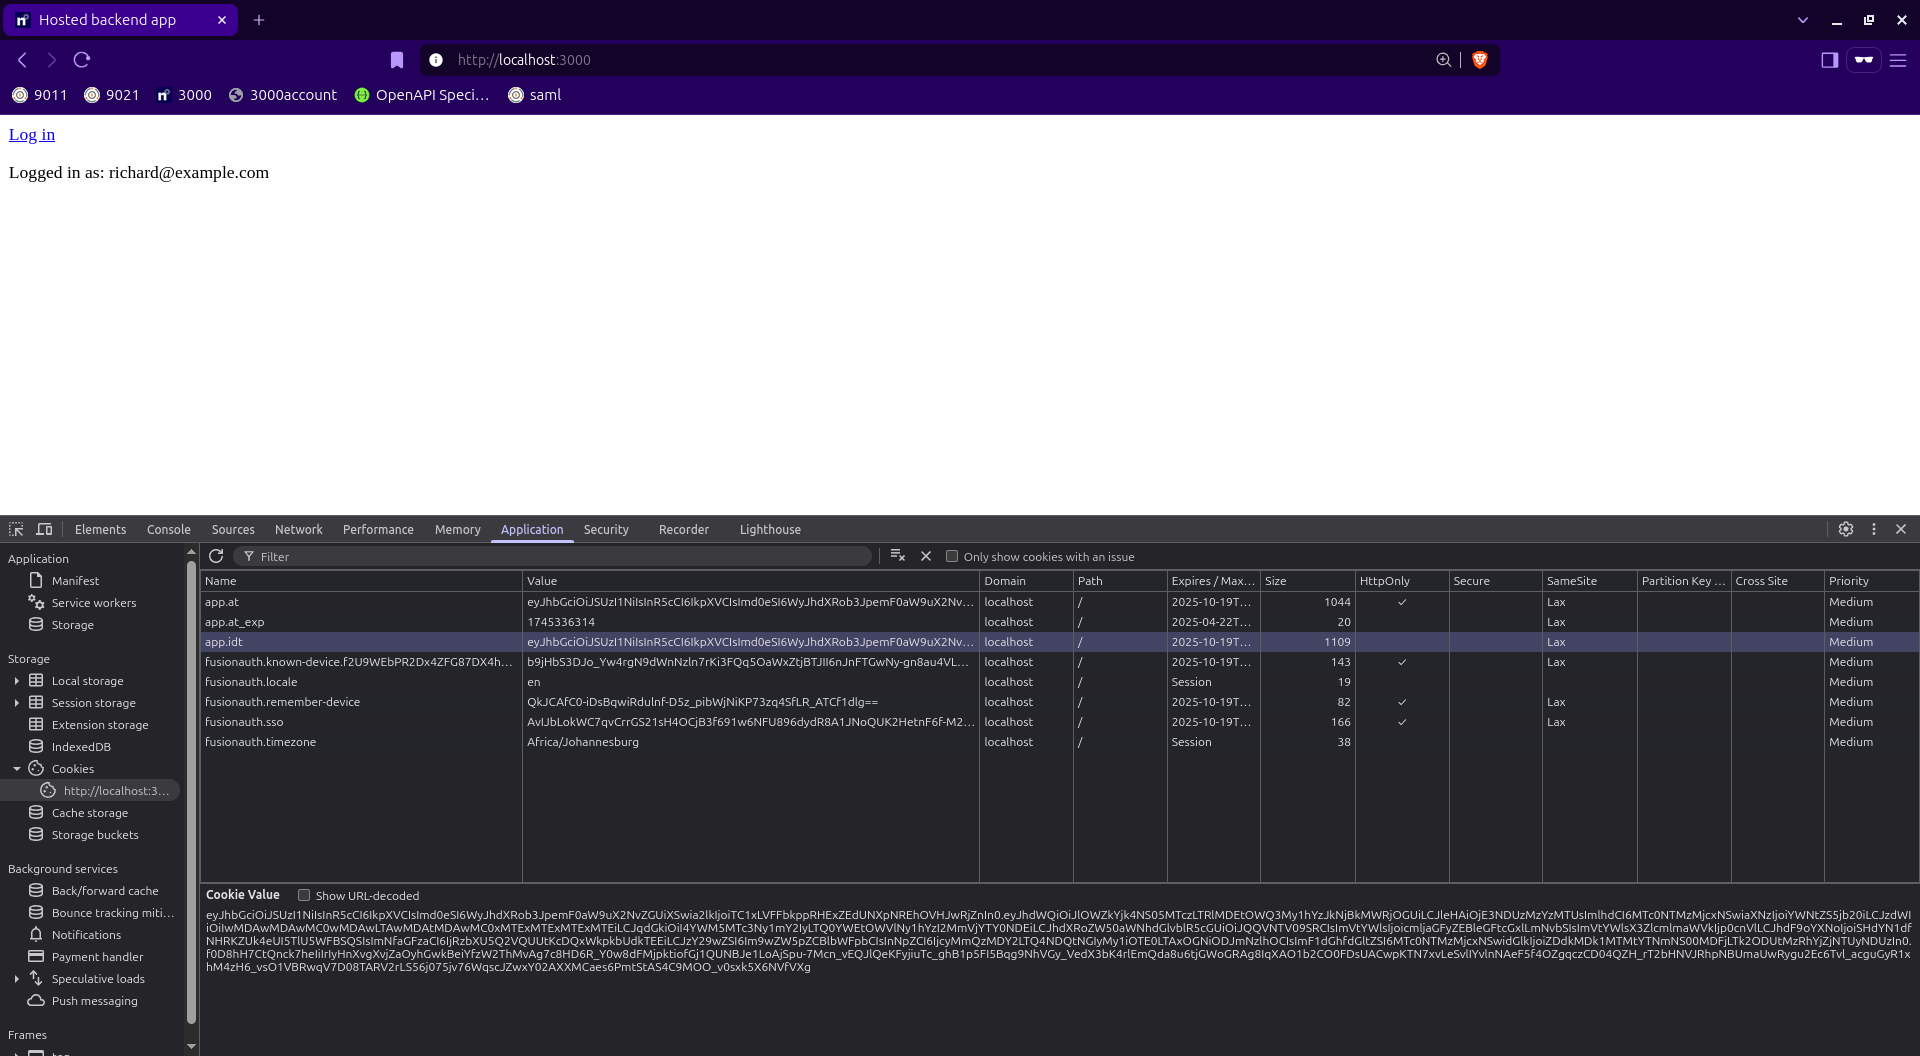 Hosted backend app
http://localhost:3000
9011 9021 3000 3000account OpenAPI Speci... saml
Log in
Logged in as: richard@example.com
Elements Console Sources Network Performance Memory Application Security Recorder Lighthouse
Application
Manifest
Service workers
Storage
Storage
Local storage
Session storage
Extension storage
IndexedDB
Cookies
http://localhost:3...
Cache storage
Storage buckets
Background services
Back/forward cache
Bounce tracking miti...
Notifications
Payment handler
Speculative loads
Push messaging
Frames
Filter Only show cookies with an issue
Name Value Domain Path Expires / Max... Size HttpOnly Secure SameSite Partition Key ... Cross Site Priority
app.at eyJhbGciOiJSUzI1NiIsInR5cCI6IkpXVCIsImd0eSI6WyJhdXRob3JpemF0aW9uX2Nv... localhost / 2025-10-19T... 1044 ✓ Lax Medium
app.at_exp 1745336314 localhost / 2025-04-22T... 20 Lax Medium
app.idt eyJhbGciOiJSUzI1NiIsInR5cCI6IkpXVCIsImd0eSI6WyJhdXRob3JpemF0aW9uX2Nv... localhost / 2025-10-19T... 1109 Lax Medium
fusionauth.known-device.f2U9WEbPR2Dx4ZFG87DX4h... localhost / 2025-10-19T... 143 ✓ Lax Medium
fusionauth.locale en localhost / Session 19 Medium
fusionauth.remember-device QkJCAfC0-iDsBqwiRdulnf-D5z_pibWjNiKP73zq4SfLR_ATCf1dlg== localhost / 2025-10-19T... 82 ✓ Lax Medium
fusionauth.sso localhost / 2025-10-19T... 166 ✓ Lax Medium
fusionauth.timezone Africa/Johannesburg localhost / Session 38 Medium
Cookie Value Show URL-decoded